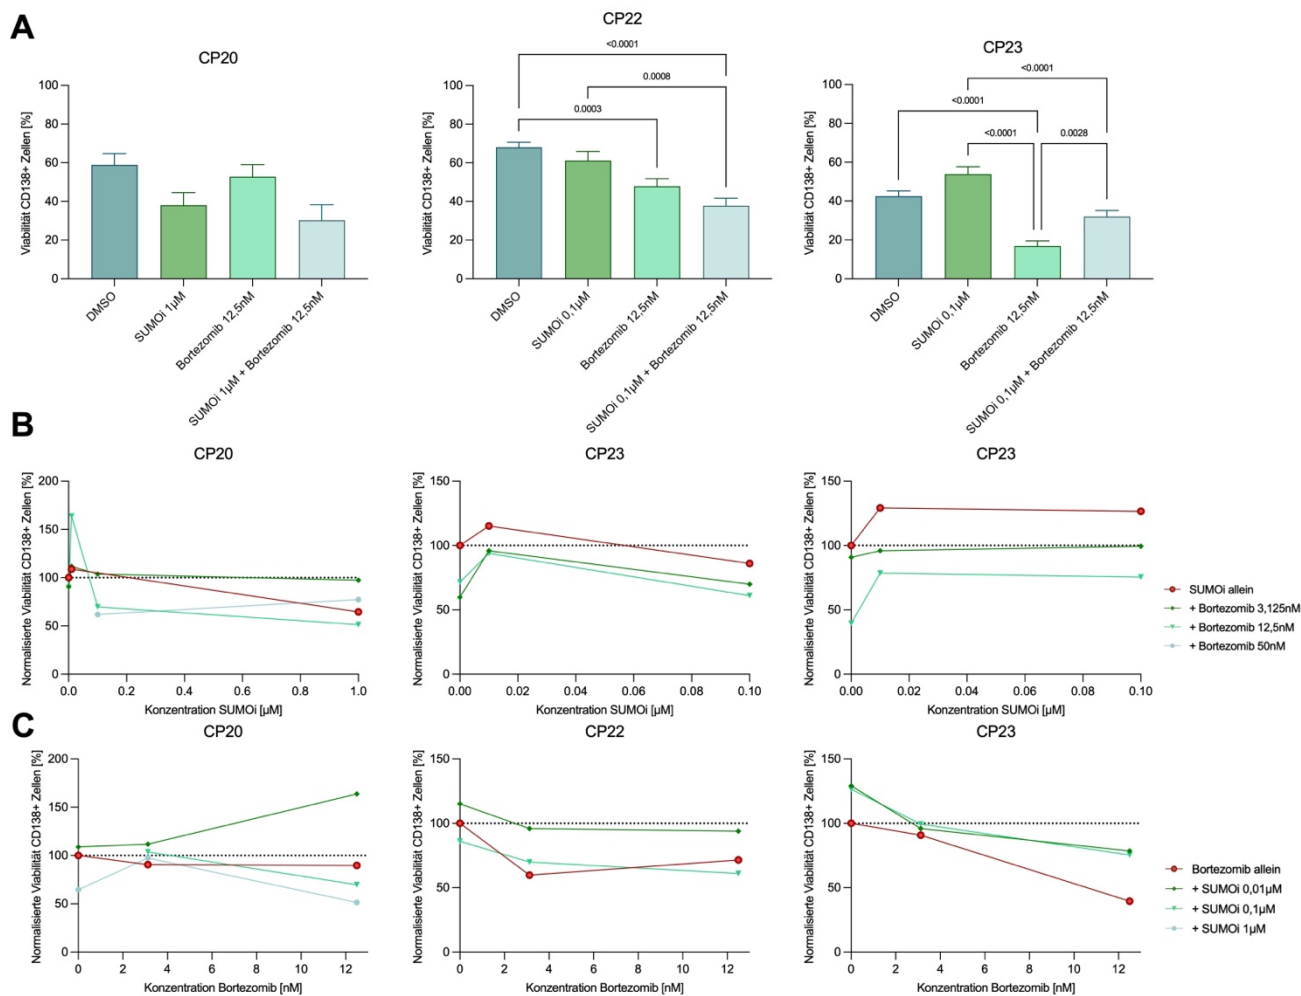 A
CP20
CP22
CP23
Viabilität CD138+ Zellen [%]
100
80
60
40
20
0
DMSO
SUMOi 1µM
Bortezomib 12,5nM
SUMOi 1µM + Bortezomib 12,5nM
Viabilität CD138+ Zellen [%]
100
80
60
40
20
0
<0.0001
0.0008
0.0003
DMSO
SUMOi 0,1µM
Bortezomib 12,5nM
SUMOi 0,1µM + Bortezomib 12,5nM
Viabilität CD138+ Zellen [%]
100
80
60
40
20
0
<0.0001
<0.0001
<0.0001
0.0028
DMSO
SUMOi 0,1µM
Bortezomib 12,5nM
SUMOi 0,1µM + Bortezomib 12,5nM
B
CP20
Normalisierte Viabilität CD138+ Zellen [%]
200
150
100
50
0
0.0 0.2 0.4 0.6 0.8 1.0
Konzentration SUMOi [µM]
CP23
Normalisierte Viabilität CD138+ Zellen [%]
150
100
50
0
0.00 0.02 0.04 0.06 0.08 0.10
Konzentration SUMOi [µM]
CP23
Normalisierte Viabilität CD138+ Zellen [%]
150
100
50
0
0.00 0.02 0.04 0.06 0.08 0.10
Konzentration SUMOi [µM]
SUMOi allein
+ Bortezomib 3,125nM
+ Bortezomib 12,5nM
+ Bortezomib 50nM
C
CP20
Normalisierte Viabilität CD138+ Zellen [%]
200
150
100
50
0
0 2 4 6 8 10 12
Konzentration Bortezomib [nM]
CP22
Normalisierte Viabilität CD138+ Zellen [%]
150
100
50
0
0 2 4 6 8 10 12
Konzentration Bortezomib [nM]
CP23
Normalisierte Viabilität CD138+ Zellen [%]
150
100
50
0
0 2 4 6 8 10 12
Konzentration Bortezomib [nM]
Bortezomib allein
+ SUMOi 0,01µM
+ SUMOi 0,1µM
+ SUMOi 1µM